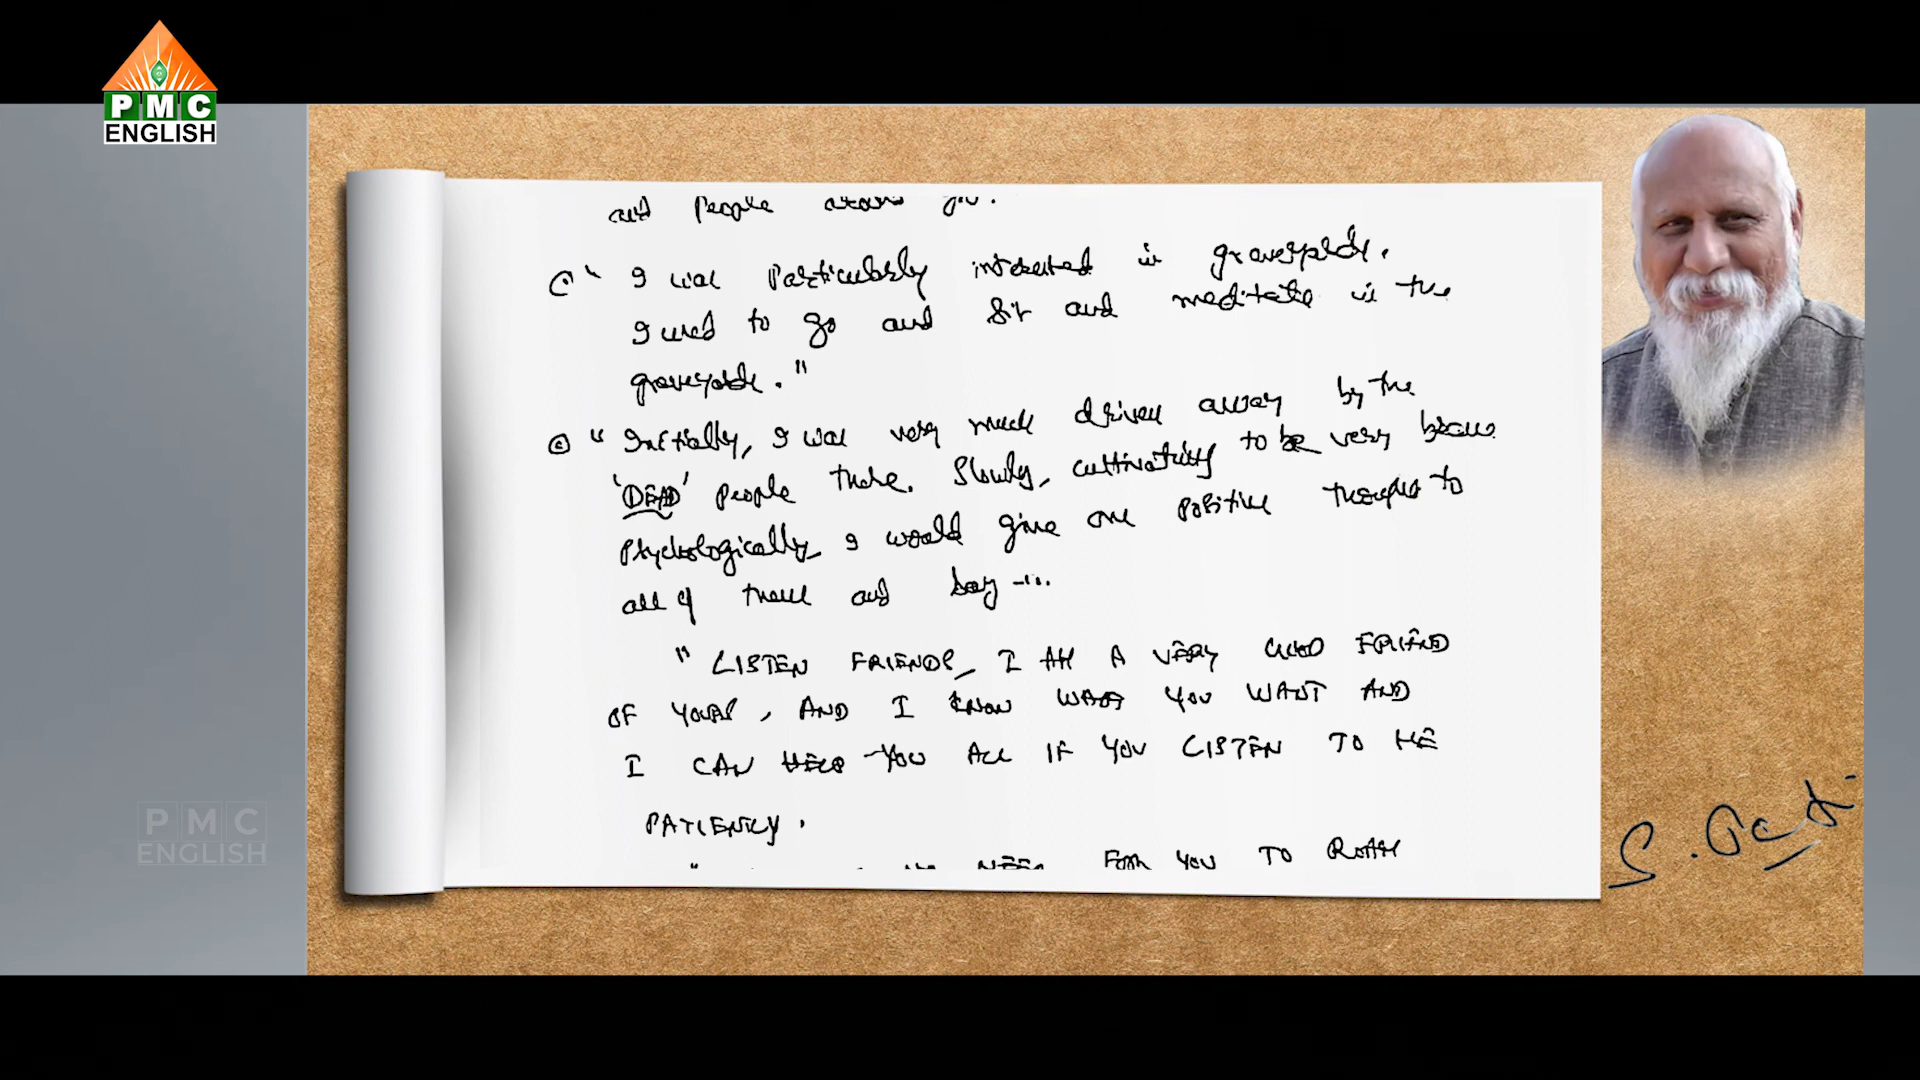 PMC
ENGLISH
and People
" I was Particularly interested in graveyards.
I used to go and sit and meditate in the
graveyards."
" Initially, I was very much driven away by the
'DEAD' people there. Slowly, cultivating to be very brave
Psychologically, I would give one positive thought to
all of them and say -...
" LISTEN FRIENDS, I AM A VERY GOOD FRIEND
OF YOURS, AND I KNOW WHAT YOU WANT AND
I CAN HELP YOU ALL IF YOU LISTEN TO ME
PATIENTLY.
NEED FOR YOU TO ROAM
PMC
ENGLISH